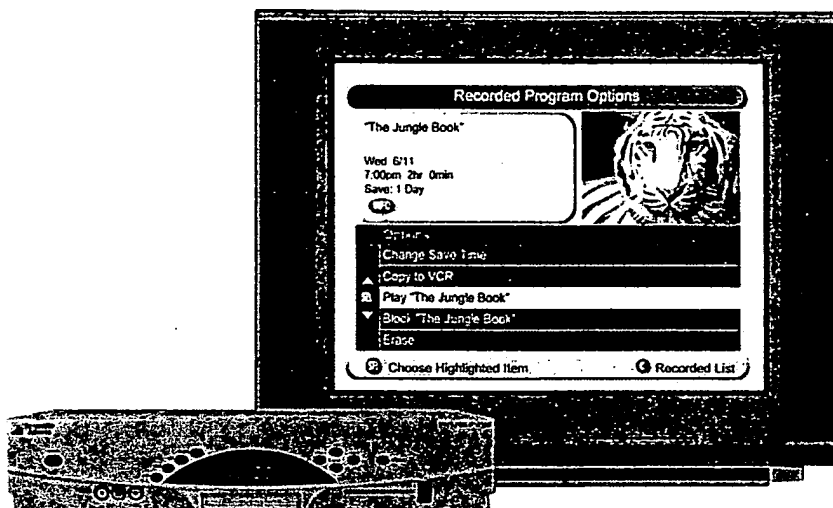 Recorded Program Options
"The Jungle Book"
Wed 6/11
7:00pm 2hr 0min
Save: 1 Day
Options
Change Save Time
Copy to VCR
Play "The Jungle Book"
Block "The Jungle Book"
Erase
Choose Highlighted Item
Recorded List